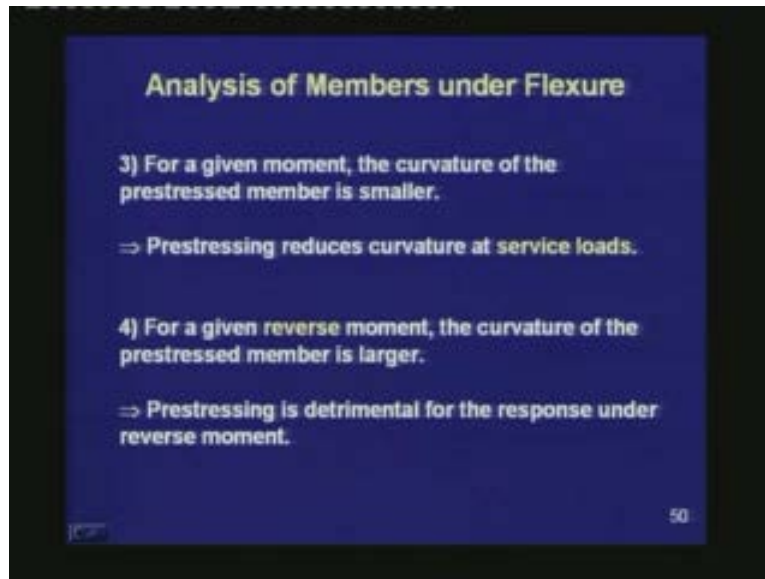 Analysis of Members under Flexure
3) For a given moment, the curvature of the
prestressed member is smaller.
⇒ Prestressing reduces curvature at service loads.
4) For a given reverse moment, the curvature of the
prestressed member is larger.
⇒ Prestressing is detrimental for the response under
reverse moment.
50